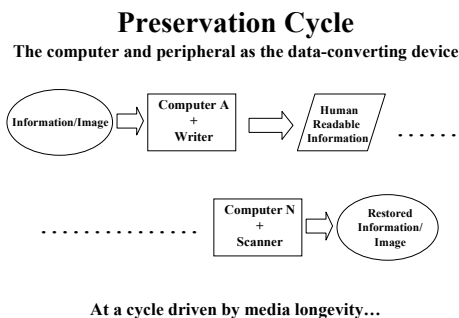 Preservation Cycle
The computer and peripheral as the data-converting device
Information/Image
Computer A
+
Writer
Human
Readable
Information
. . . . . .
. . . . . . . . . . . . . . .
Computer N
+
Scanner
Restored
Information/
Image
At a cycle driven by media longevity…